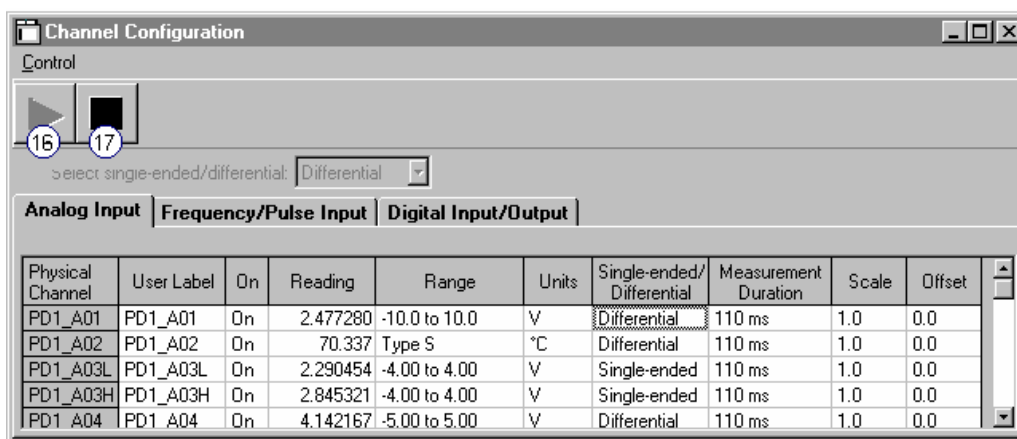 Channel Configuration
Control
16 17
Select single-ended/differential: Differential
Analog Input Frequency/Pulse Input Digital Input/Output
Physical Channel User Label On Reading Range Units Single-ended/ Differential Measurement Duration Scale Offset
PD1_A01 PD1_A01 On 2.477280 -10.0 to 10.0 V Differential 110 ms 1.0 0.0
PD1_A02 PD1_A02 On 70.337 Type S °C Differential 110 ms 1.0 0.0
PD1_A03L PD1_A03L On 2.290454 -4.00 to 4.00 V Single-ended 110 ms 1.0 0.0
PD1_A03H PD1_A03H On 2.845321 -4.00 to 4.00 V Single-ended 110 ms 1.0 0.0
PD1_A04 PD1_A04 On 4.142167 -5.00 to 5.00 V Differential 110 ms 1.0 0.0